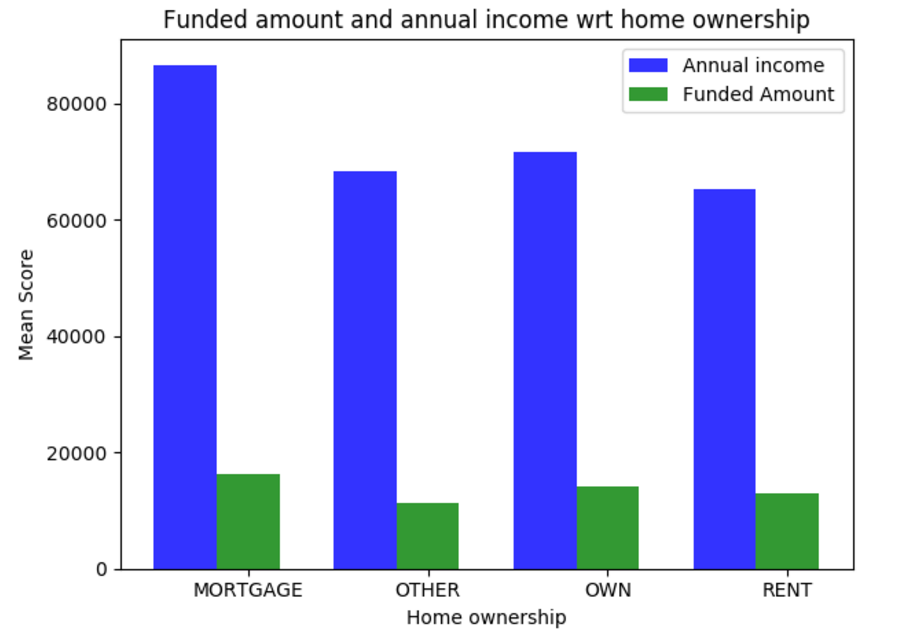 Funded amount and annual income wrt home ownership
Annual income
Funded Amount
80000
60000
40000
20000
0
Mean Score
MORTGAGE OTHER OWN RENT
Home ownership